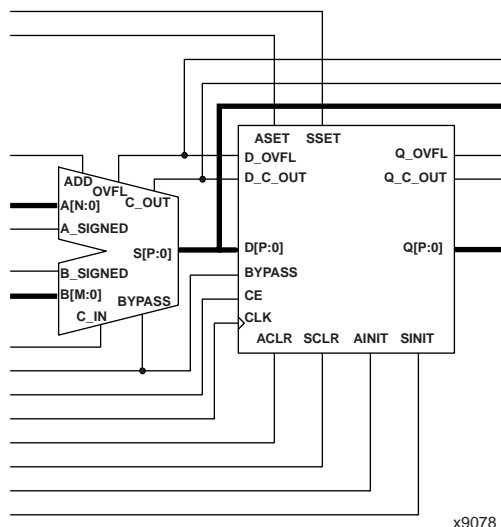 ASET SSET
D_OVFL Q_OVFL
D_C_OUT Q_C_OUT
ADD
OVFL
C_OUT
A[N:0]
A_SIGNED
S[P:0]
D[P:0] Q[P:0]
B_SIGNED
BYPASS
B[M:0]
BYPASS
CE
C_IN
CLK
ACLR SCLR AINIT SINIT
x9078